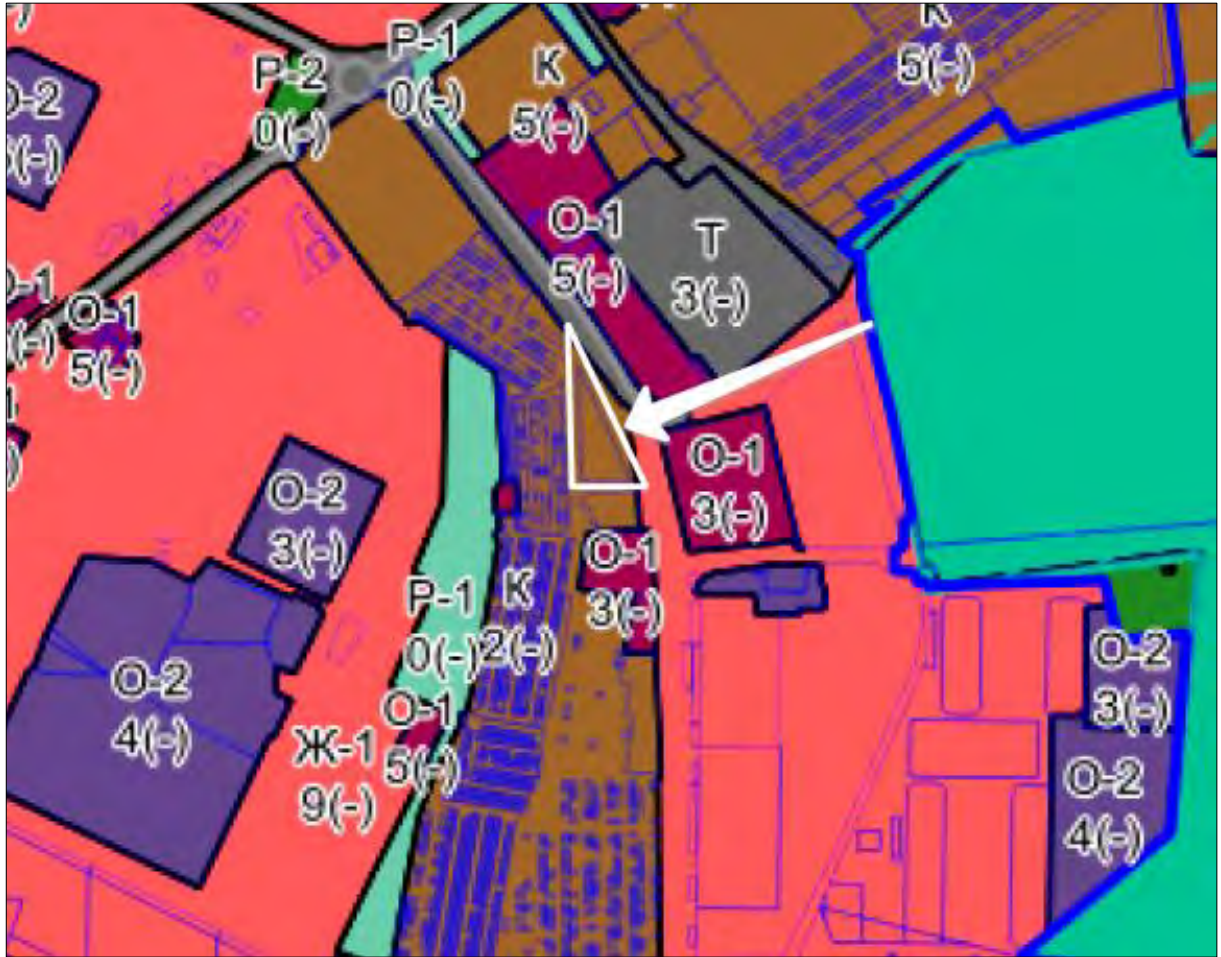 Р-1
0(-)
К
5(-)
К
5(-)
Р-2
0(-)
О-2
О-1
5(-)
Т
3(-)
О-1
5(-)
О-1
3(-)
О-2
3(-)
О-1
3(-)
Р-1
0(-)
К
2(-)
О-2
4(-)
О-1
5(-)
Ж-1
9(-)
О-2
3(-)
О-2
4(-)